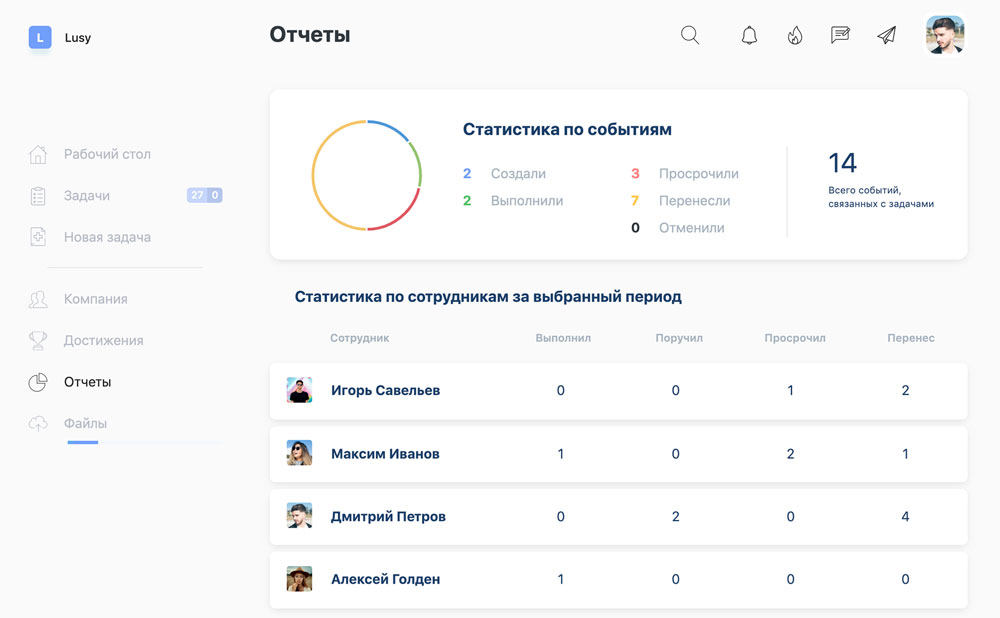 L Lusy
Отчеты
Рабочий стол
Задачи 27 0
Новая задача
Компания
Достижения
Отчеты
Файлы
Статистика по событиям
2 Создали
2 Выполнили
3 Просрочили
7 Перенесли
0 Отменили
14
Всего событий,
связанных с задачами
Статистика по сотрудникам за выбранный период
Сотрудник Выполнил Поручил Просрочил Перенес
Игорь Савельев 0 0 1 2
Максим Иванов 1 0 2 1
Дмитрий Петров 0 2 0 4
Алексей Голден 1 0 0 0